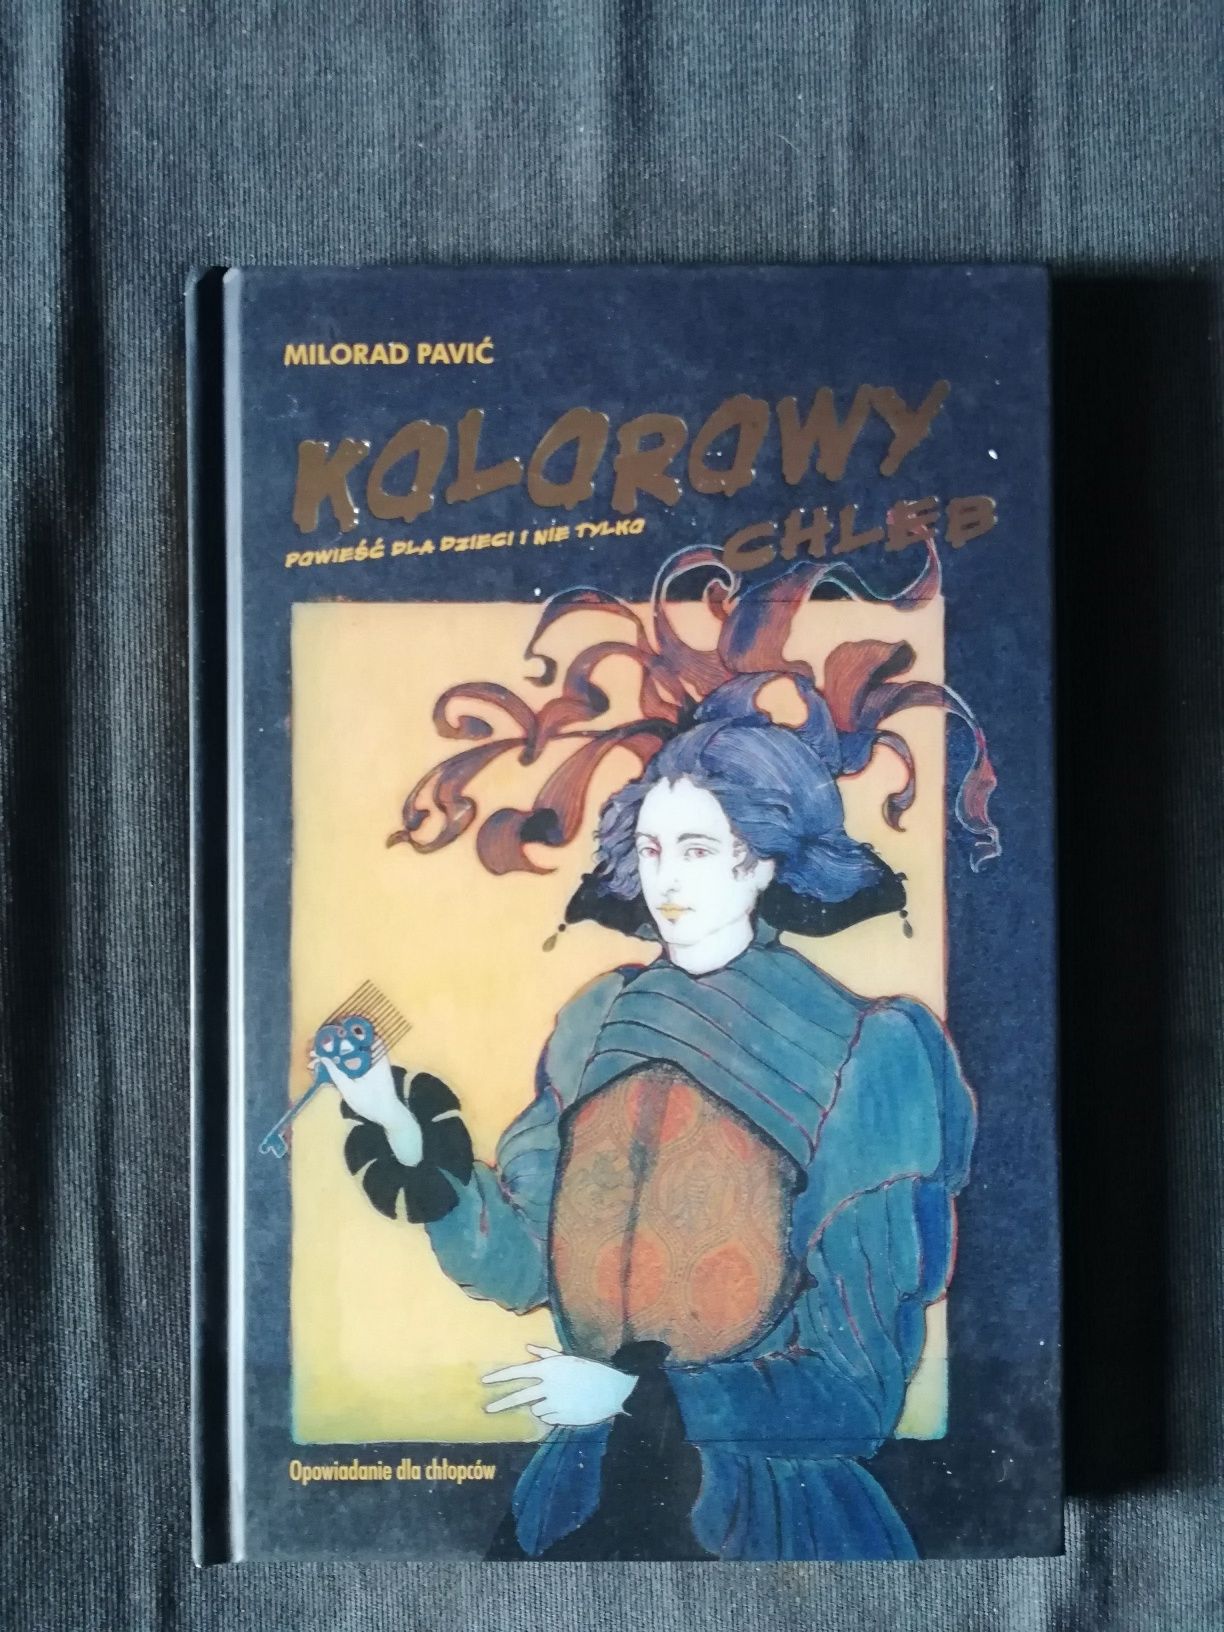 MILORAD PAVIĆ
KOLOROWY
CHLEB
POWIEŚĆ DLA DZIECI I NIE TYLKO
Opowiadanie dla chłopców